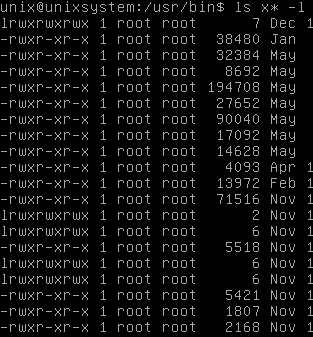 unix@unixsystem:/usr/bin$ ls x* -l
lrwxrwxrwx 1 root root 7 Dec 1
-rwxr-xr-x 1 root root 38480 Jan
-rwxr-xr-x 1 root root 32384 May
-rwxr-xr-x 1 root root 8692 May
-rwxr-xr-x 1 root root 194708 May
-rwxr-xr-x 1 root root 27652 May
-rwxr-xr-x 1 root root 90040 May
-rwxr-xr-x 1 root root 17092 May
-rwxr-xr-x 1 root root 14628 May
-rwxr-xr-x 1 root root 4093 Apr 1
-rwxr-xr-x 1 root root 13972 Feb 1
-rwxr-xr-x 1 root root 71516 Nov 1
lrwxrwxrwx 1 root root 2 Nov 1
lrwxrwxrwx 1 root root 6 Nov 1
-rwxr-xr-x 1 root root 5518 Nov 1
lrwxrwxrwx 1 root root 6 Nov 1
lrwxrwxrwx 1 root root 6 Nov 1
-rwxr-xr-x 1 root root 5421 Nov 1
-rwxr-xr-x 1 root root 1807 Nov 1
-rwxr-xr-x 1 root root 2168 Nov 1